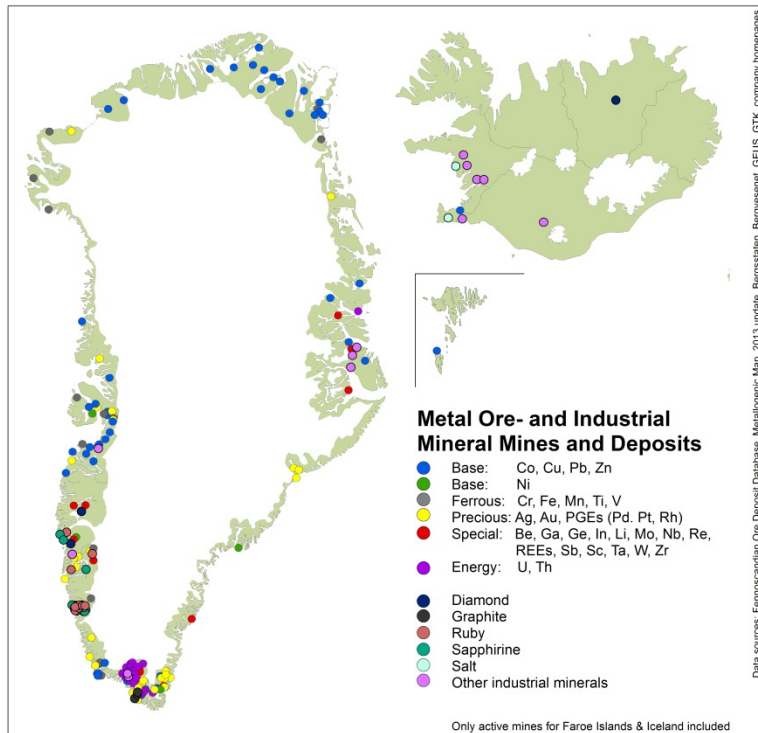 Metal Ore- and Industrial
Mineral Mines and Deposits
Base: Co, Cu, Pb, Zn
Base: Ni
Ferrous: Cr, Fe, Mn, Ti, V
Precious: Ag, Au, PGEs (Pd. Pt, Rh)
Special: Be, Ga, Ge, In, Li, Mo, Nb, Re,
REEs, Sb, Sc, Ta, W, Zr
Energy: U, Th
Diamond
Graphite
Ruby
Sapphirine
Salt
Other industrial minerals
Only active mines for Faroe Islands & Iceland included
Data sources: Fennoscandian Ore Deposit Database, Metallogenic Map, 2013 update, Bergsstaten, Bergvesenet, GEUS, GTK, company homepages